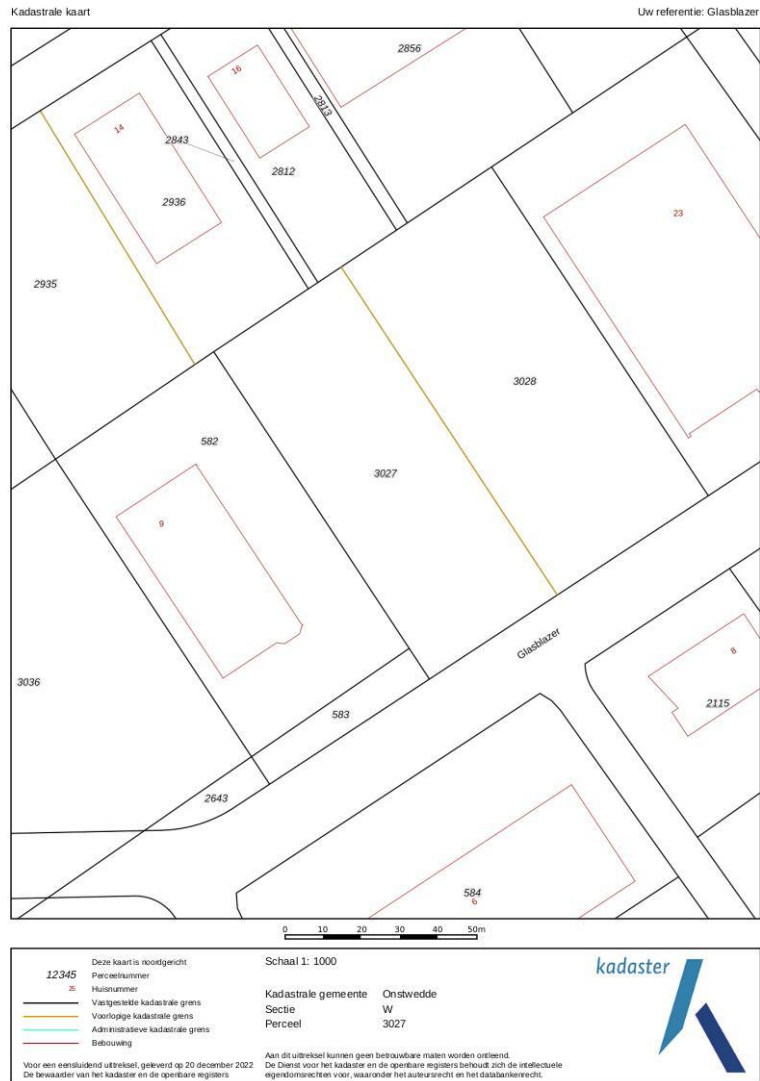 Kadastrale kaart
Uw referentie: Glasblazer
2856
16
2813
14
2843
2812
2936
23
2935
3028
582
3027
9
Glasblazer
8
3036
2115
583
2643
584
6
0 10 20 30 40 50m
Deze kaart is noordgericht
12345 Perceelnummer
25 Huisnummer
Vastgestelde kadastrale grens
Voorlopige kadastrale grens
Administratieve kadastrale grens
Bebouwing
Voor een eensluidend uittreksel, geleverd op 20 december 2022
De bewaarder van het kadaster en de openbare registers
Schaal 1: 1000
Kadastrale gemeente Onstwedde
Sectie W
Perceel 3027
Aan dit uittreksel kunnen geen betrouwbare maten worden ontleend.
De Dienst voor het kadaster en de openbare registers behoudt zich de intellectuele
eigendomsrechten voor, waaronder het auteursrecht en het databankenrecht.
kadaster